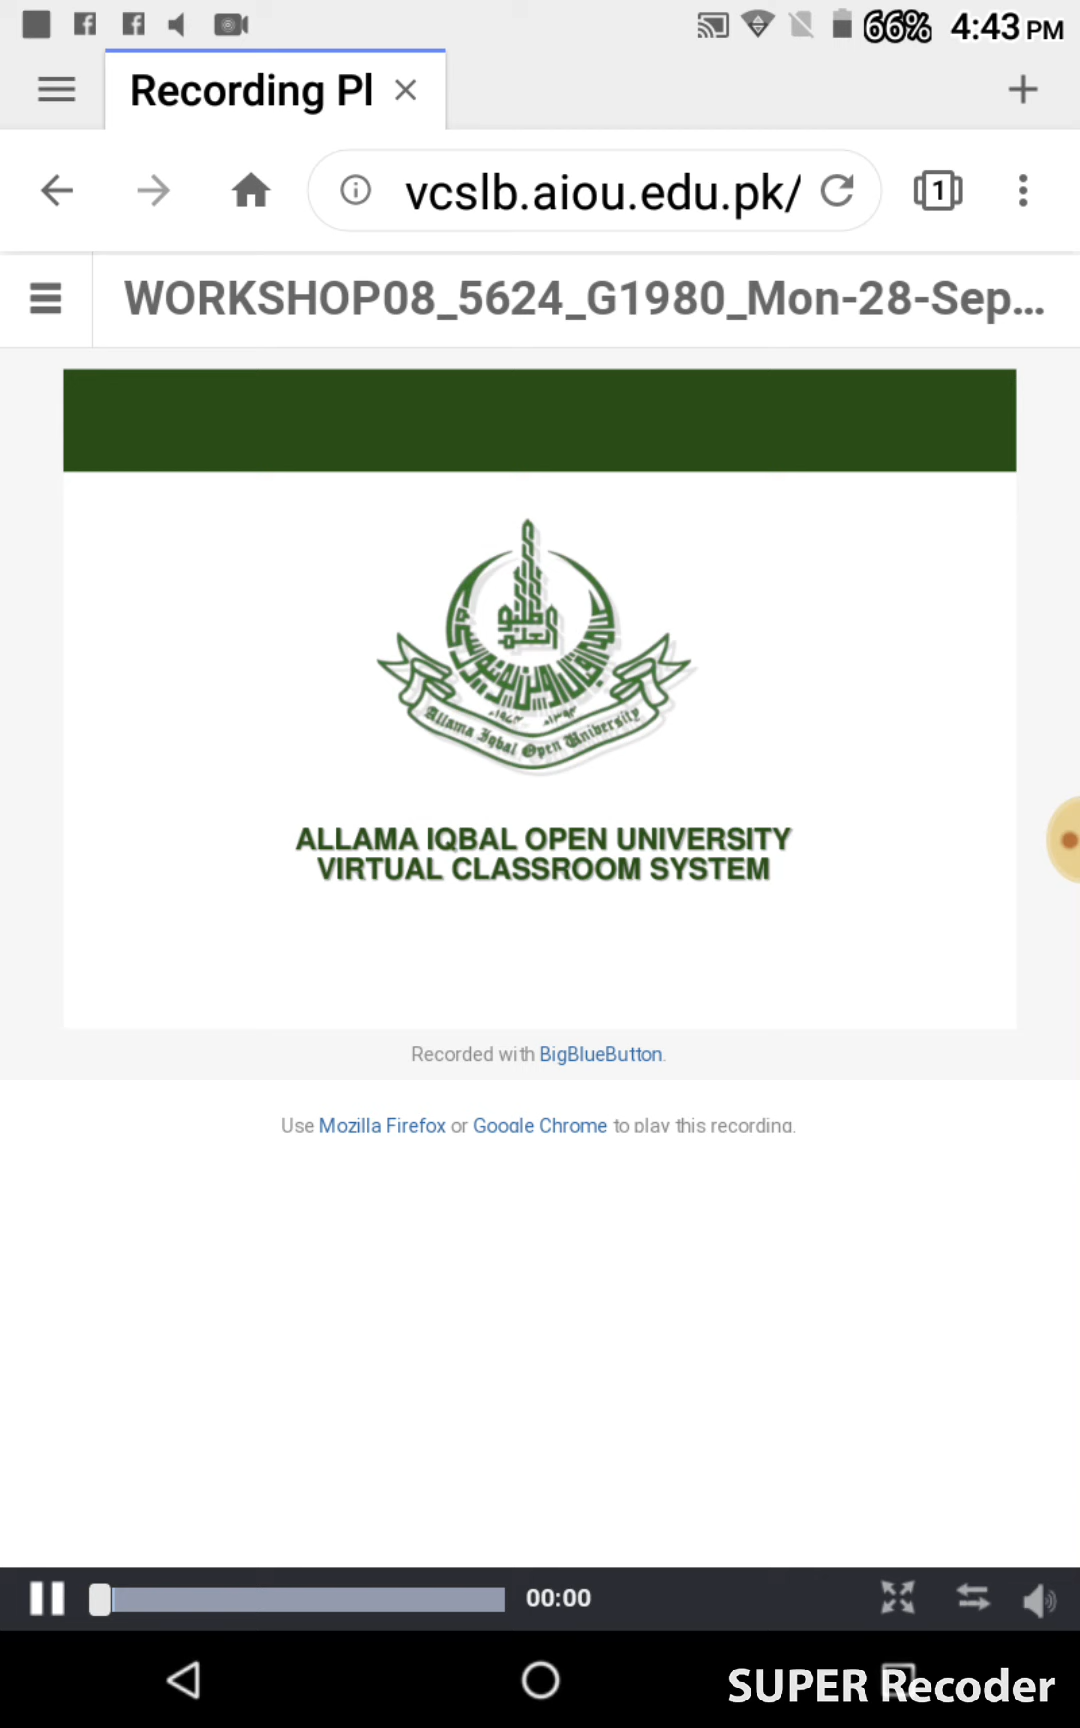 66% 4:43 PM
Recording Pl
vcslb.aiou.edu.pk/
1
WORKSHOP08_5624_G1980_Mon-28-Sep...
Allama Iqbal Open University
ALLAMA IQBAL OPEN UNIVERSITY
VIRTUAL CLASSROOM SYSTEM
Recorded with BigBlueButton.
Use Mozilla Firefox or Google Chrome to play this recording.
00:00
SUPER Recoder